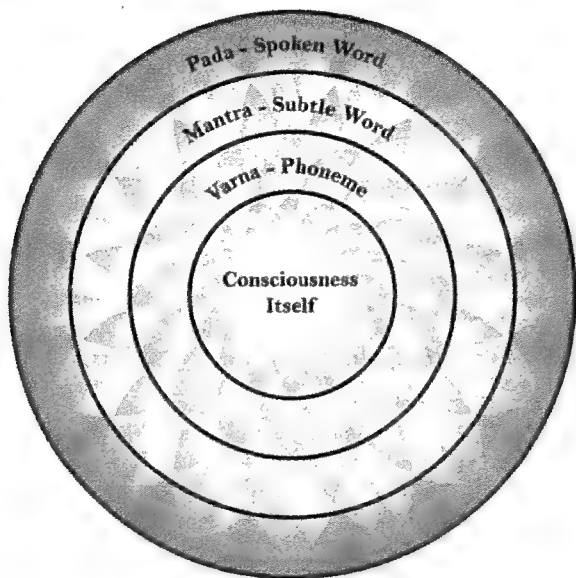 Pada - Spoken Word
Mantra - Subtle Word
Varna - Phoneme
Consciousness
Itself